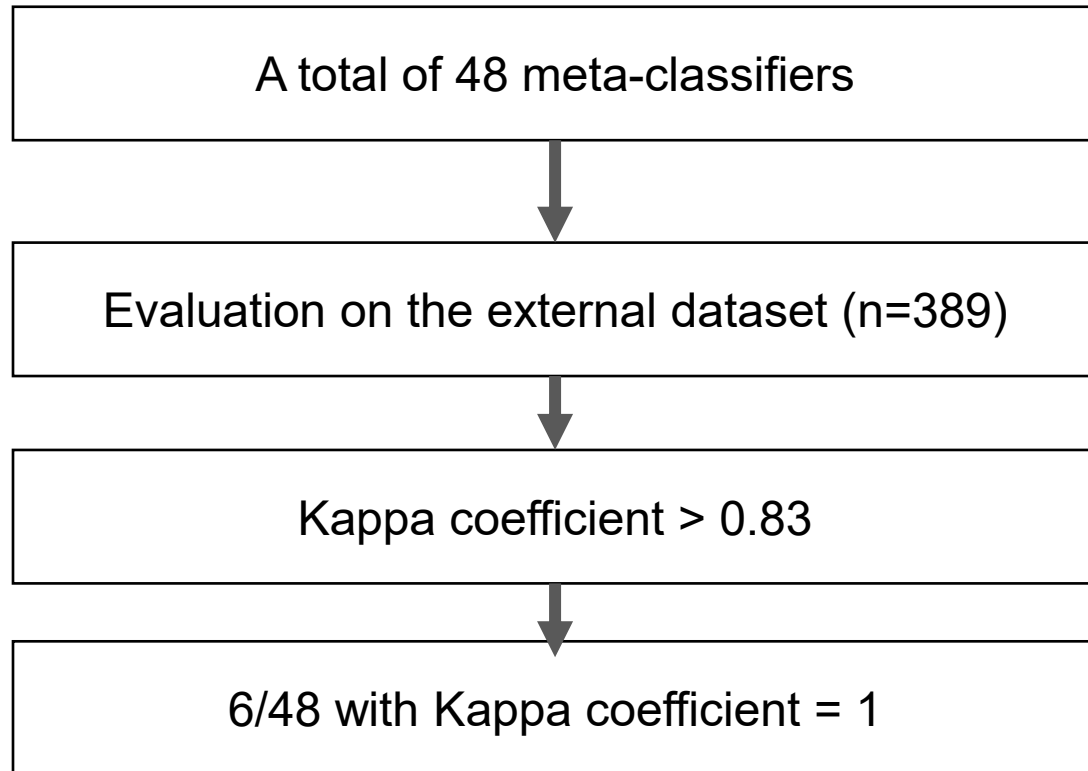 A total of 48 meta-classifiers
Evaluation on the external dataset (n=389)
Kappa coefficient > 0.83
6/48 with Kappa coefficient = 1